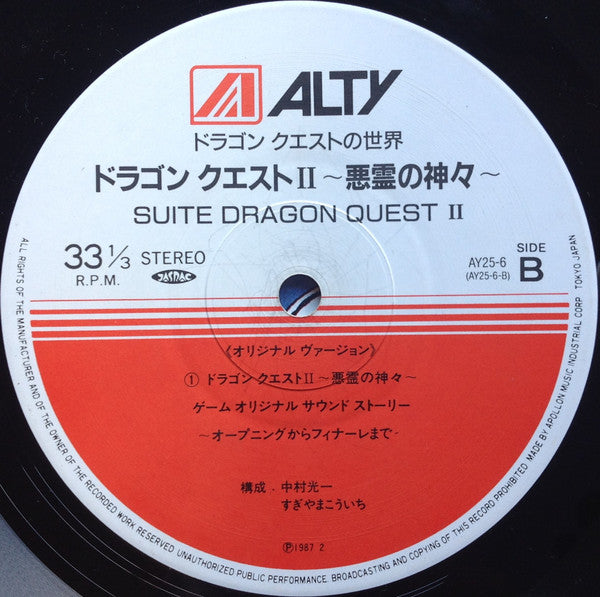 ALTY
ドラゴン クエストの世界
ドラゴン クエストII～悪霊の神々～
SUITE DRAGON QUEST II
33 1/3 STEREO
R.P.M.
JASRAC
AY25-6
(AY25-6-B)
SIDE
B
《オリジナル ヴァージョン》
① ドラゴン クエストII～悪霊の神々～
ゲーム オリジナル サウンド ストーリー
～オープニングからフィナーレまで～
構成．中村光一
すぎやまこういち
Ⓟ1987 2
ALL RIGHTS OF THE MANUFACTURER AND OF THE OWNER OF THE RECORDED WORK RESERVED UNAUTHORIZED PUBLIC PERFORMANCE. BROADCASTING AND COPYING OF THIS RECORD PROHIBITED. MADE BY APOLLON MUSIC INDUSTRIAL CORP. TOKYO JAPAN